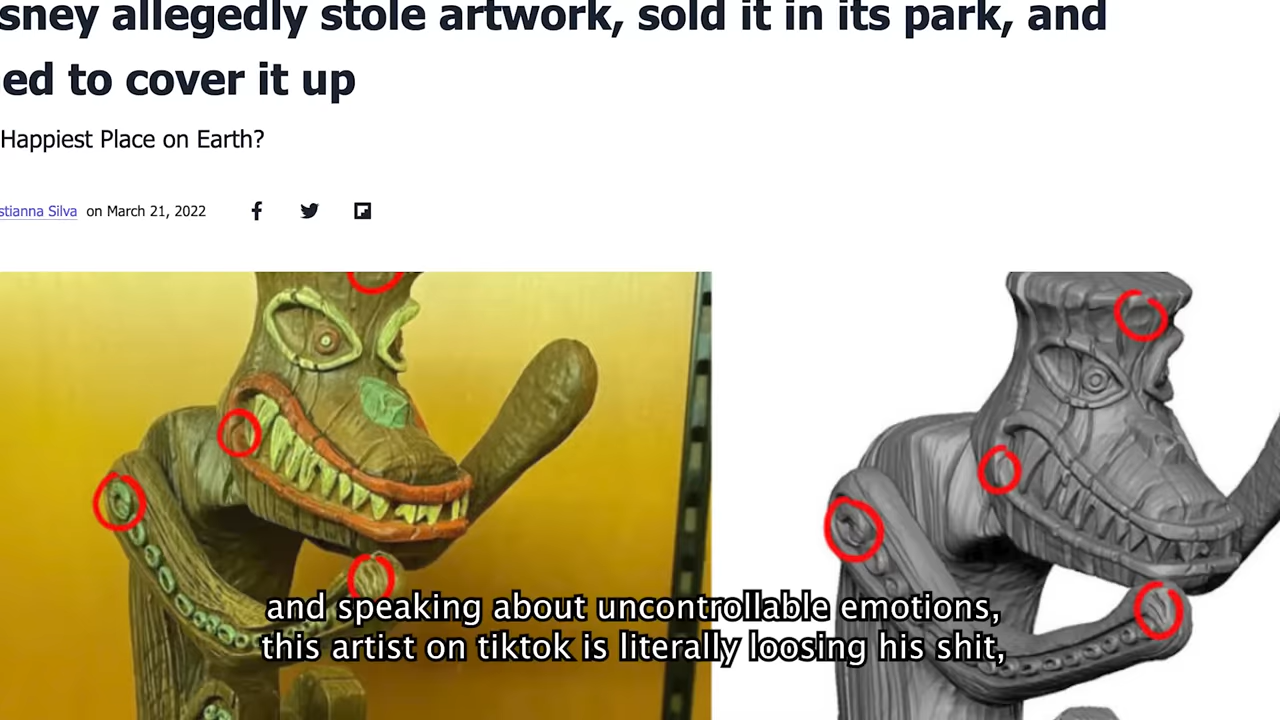 sney allegedly stole artwork, sold it in its park, and
ed to cover it up
Happiest Place on Earth?
stianna Silva on March 21, 2022
and speaking about uncontrollable emotions,
this artist on tiktok is literally loosing his shit,